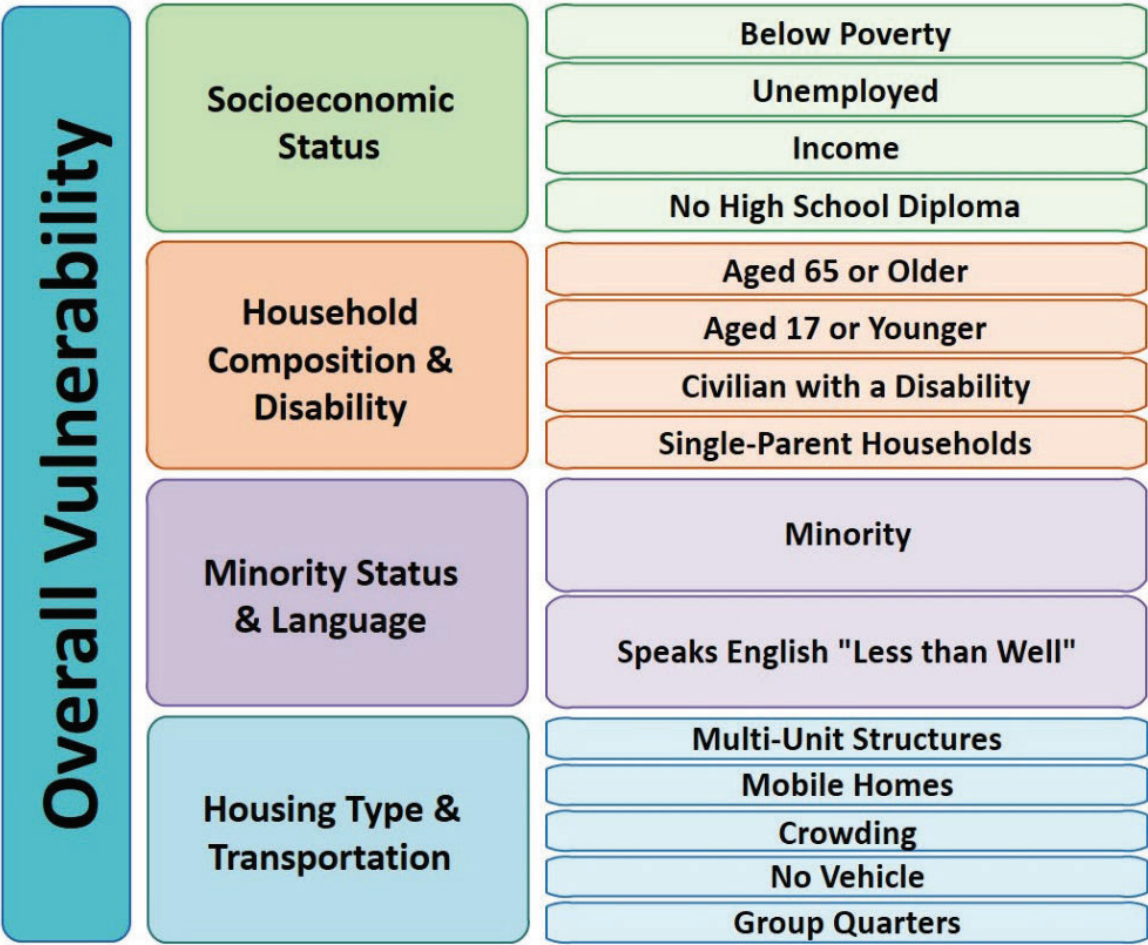 Overall Vulnerability
Socioeconomic
Status
Below Poverty
Unemployed
Income
No High School Diploma
Household
Composition &
Disability
Aged 65 or Older
Aged 17 or Younger
Civilian with a Disability
Single-Parent Households
Minority Status
& Language
Minority
Speaks English "Less than Well"
Housing Type &
Transportation
Multi-Unit Structures
Mobile Homes
Crowding
No Vehicle
Group Quarters